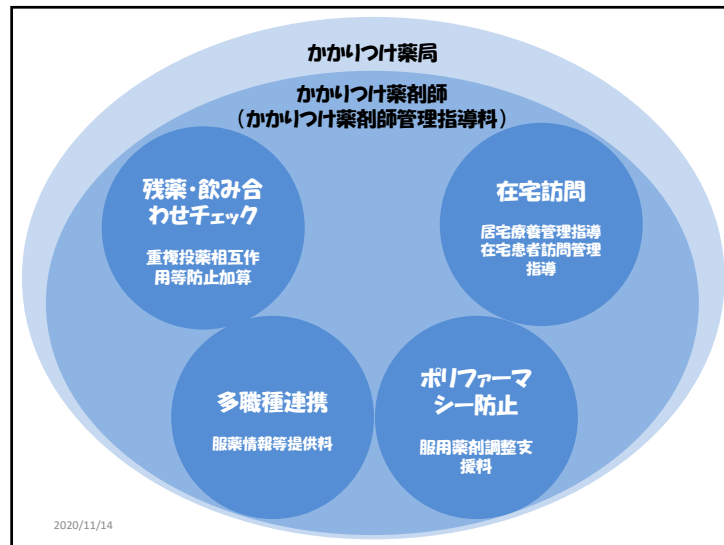 かかりつけ薬局
かかりつけ薬剤師
（かかりつけ薬剤師管理指導料）
残薬・飲み合
わせチェック
重複投薬相互作
用等防止加算
在宅訪問
居宅療養管理指導
在宅患者訪問管理
指導
多職種連携
服薬情報等提供料
ポリファーマ
シー防止
服用薬剤調整支
援料
2020/11/14